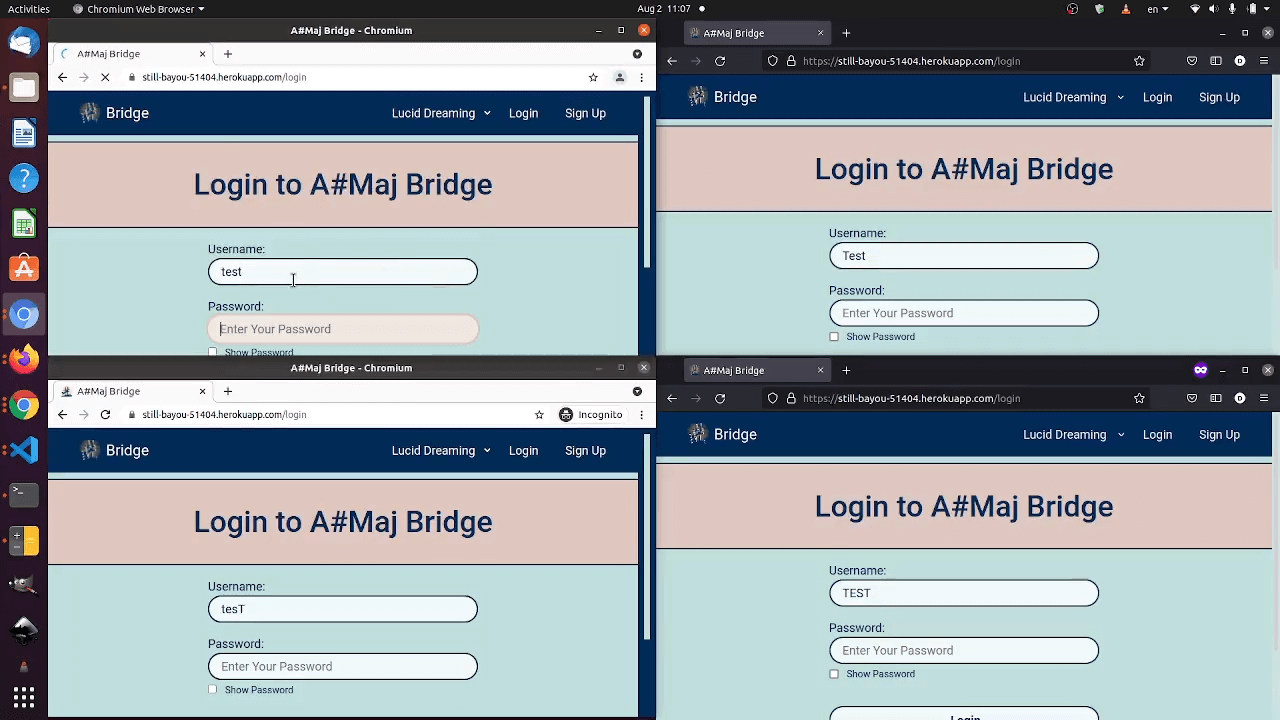 Activities
Chromium Web Browser
Aug 2 11:07
en
A#Maj Bridge - Chromium
A#Maj Bridge
still-bayou-51404.herokuapp.com/login
Bridge
Lucid Dreaming
Login
Sign Up
Login to A#Maj Bridge
Username:
test
Password:
Enter Your Password
Show Password
A#Maj Bridge
https://still-bayou-51404.herokuapp.com/login
Bridge
Lucid Dreaming
Login
Sign Up
Login to A#Maj Bridge
Username:
Test
Password:
Enter Your Password
Show Password
A#Maj Bridge - Chromium
A#Maj Bridge
still-bayou-51404.herokuapp.com/login
Incognito
Bridge
Lucid Dreaming
Login
Sign Up
Login to A#Maj Bridge
Username:
tesT
Password:
Enter Your Password
Show Password
A#Maj Bridge
https://still-bayou-51404.herokuapp.com/login
Bridge
Lucid Dreaming
Login
Sign Up
Login to A#Maj Bridge
Username:
TEST
Password:
Enter Your Password
Show Password
Login